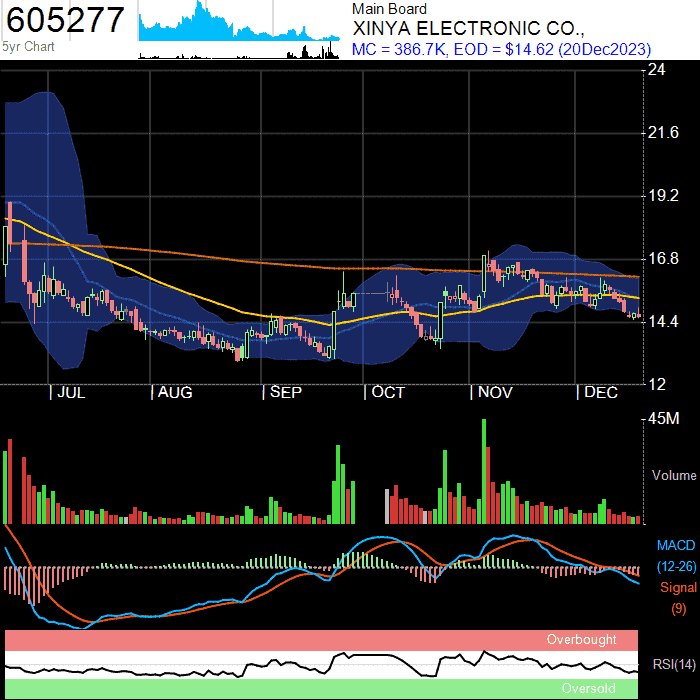 605277
5yr Chart
Main Board
XINYA ELECTRONIC CO.,
MC = 386.7K, EOD = $14.62 (20Dec2023)
24
21.6
19.2
16.8
14.4
12
JUL AUG SEP OCT NOV DEC
45M
Volume
MACD
(12-26)
Signal
(9)
Overbought
RSI(14)
Oversold